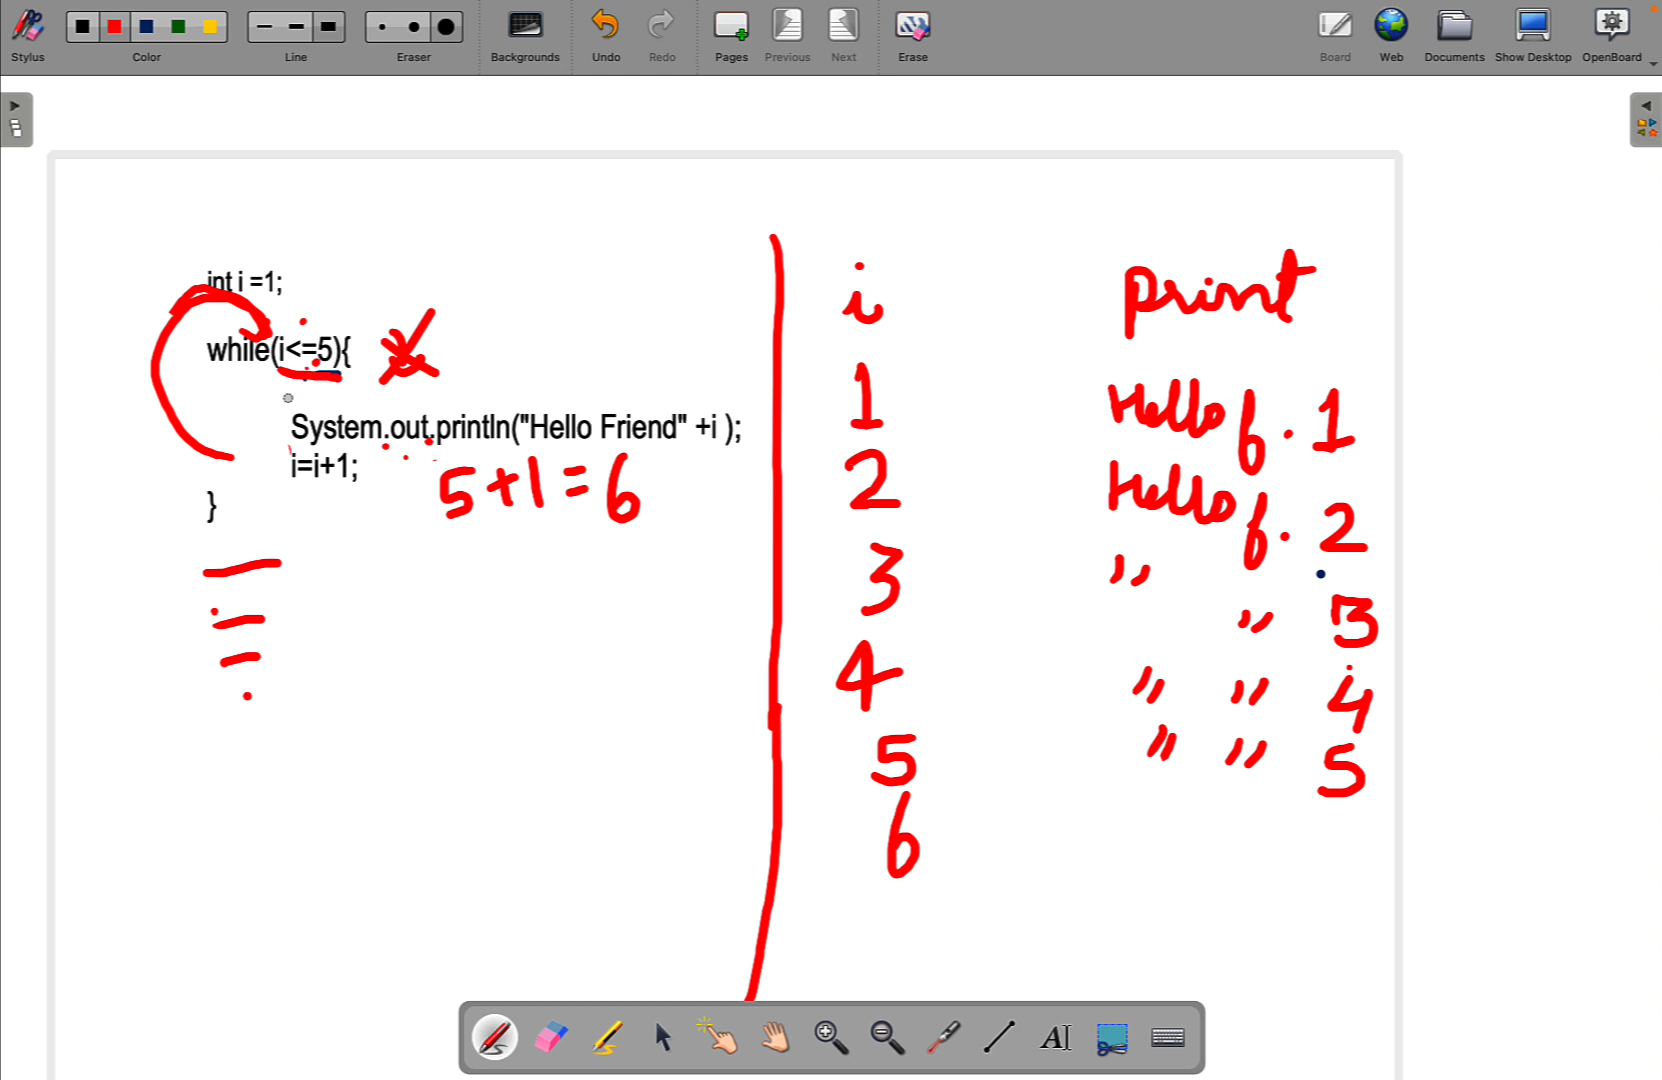 Stylus Color Line Eraser Backgrounds Undo Redo Pages Previous Next Erase Board Web Documents Show Desktop OpenBoard
int i =1;
while(i<=5){
System.out.println("Hello Friend" +i );
i=i+1;
5+1=6
}
i print
1 Hello f. 1
2 Hello f. 2
3 " " 3
4 " " 4
5 " " 5
6